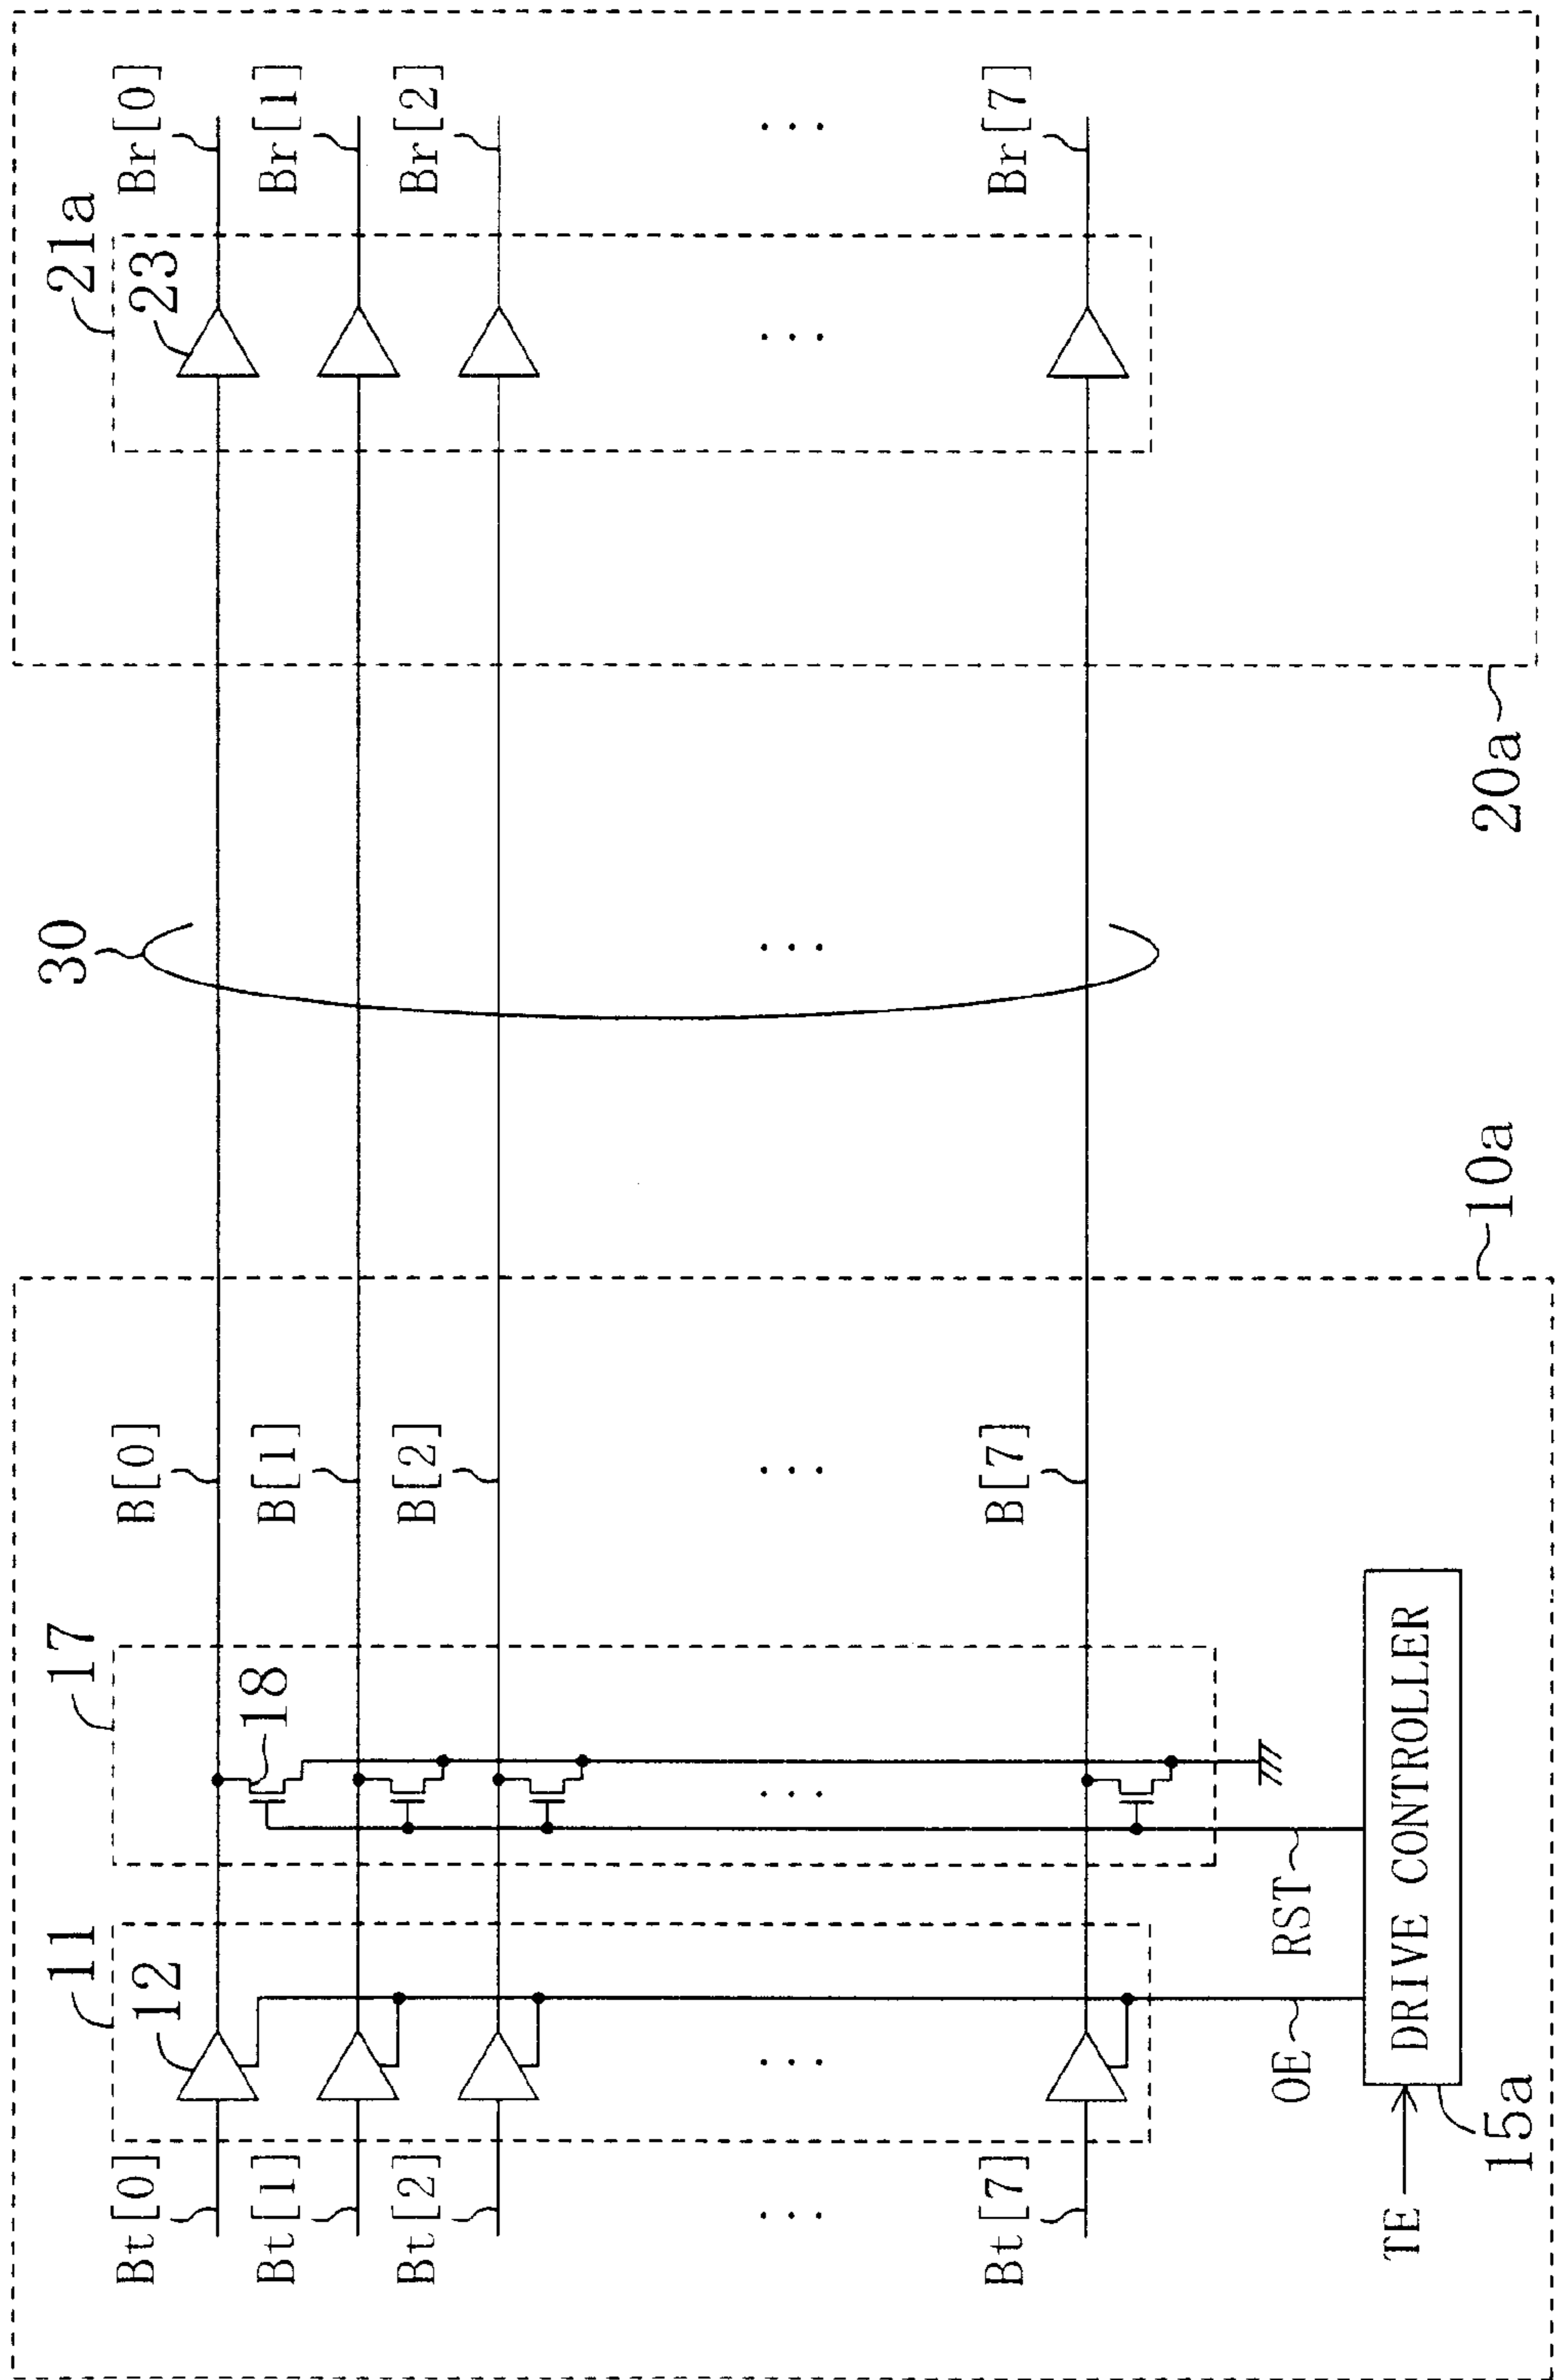 10a
20a
11
17
30
21a
12
18
23
Bt[0]
B[0]
Br[0]
Bt[1]
B[1]
Br[1]
Bt[2]
B[2]
Br[2]
...
...
...
...
...
...
...
Bt[7]
B[7]
Br[7]
OE
RST
TE
DRIVE CONTROLLER
15a